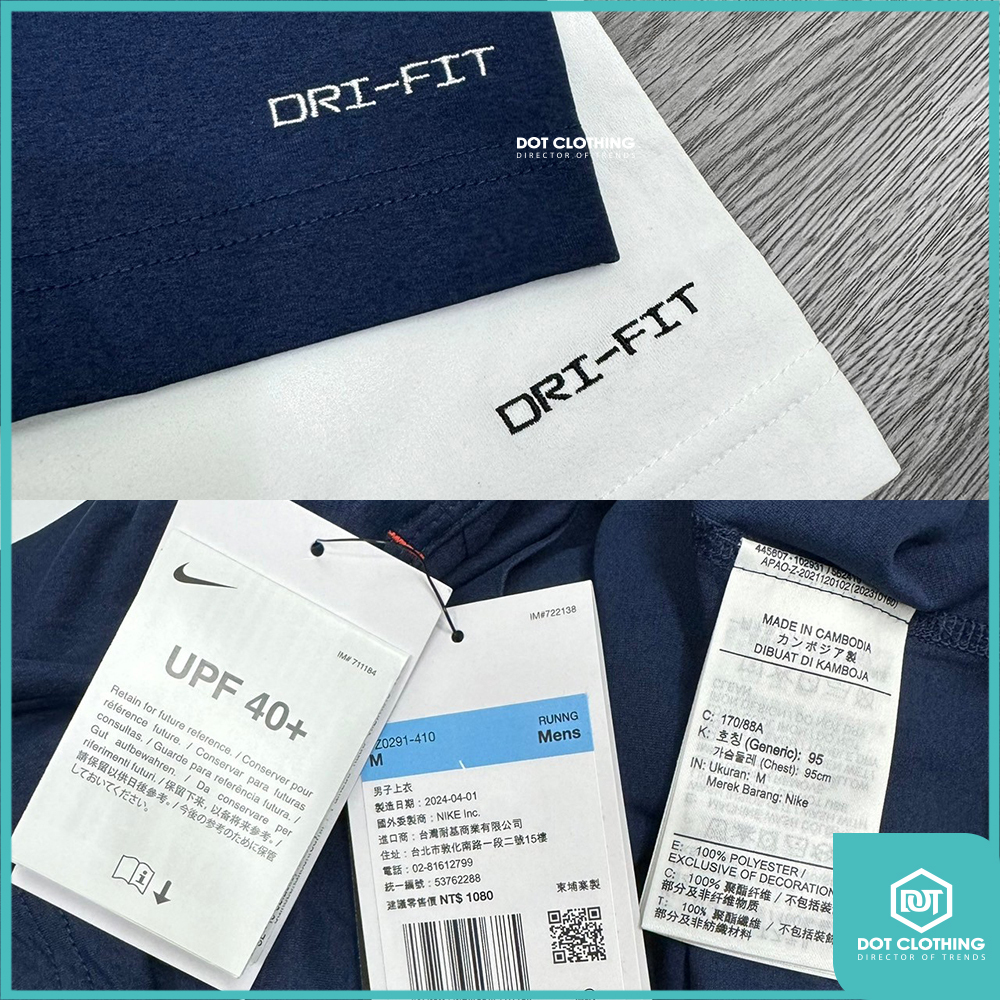 DRI-FIT
DOT CLOTHING
DIRECTOR OF TRENDS
DRI-FIT
IM# 711184
UPF 40+
Retain for future reference. / Conserver pour
référence future. / Conservar para futuras
consultas. / Guarde para referência futura. /
Gut aufbewahren. / Da conservare per
riferimenti futuri. / 保留下来，以备将来参考。/
請保留以供日後參考。/ 今後の参考のために保管
しておいてください。
IM#722138
RUNNG
Z0291-410
Mens
M
男子上衣
製造日期：2024-04-01
國外委製商：NIKE Inc.
進口商：台灣耐基商業有限公司
住址：台北市敦化南路一段二號15樓
電話：02-81612799
統一編號：53762288
建議零售價 NT$ 1080
柬埔寨製
APAO-Z-2021120102(20231016)
MADE IN CAMBODIA
カンボジア製
DIBUAT DI KAMBOJA
C: 170/88A
K: 호칭 (Generic): 95
가슴둘레 (Chest): 95cm
IN: Ukuran: M
Merek Barang: Nike
E: 100% POLYESTER /
EXCLUSIVE OF DECORATION
C: 100% 聚酯纤维 / 不包括装
部分及非纤维物质
T: 100% 聚酯纖維 / 不包括裝飾
部分及非紡織材料
DOT
DOT CLOTHING
DIRECTOR OF TRENDS